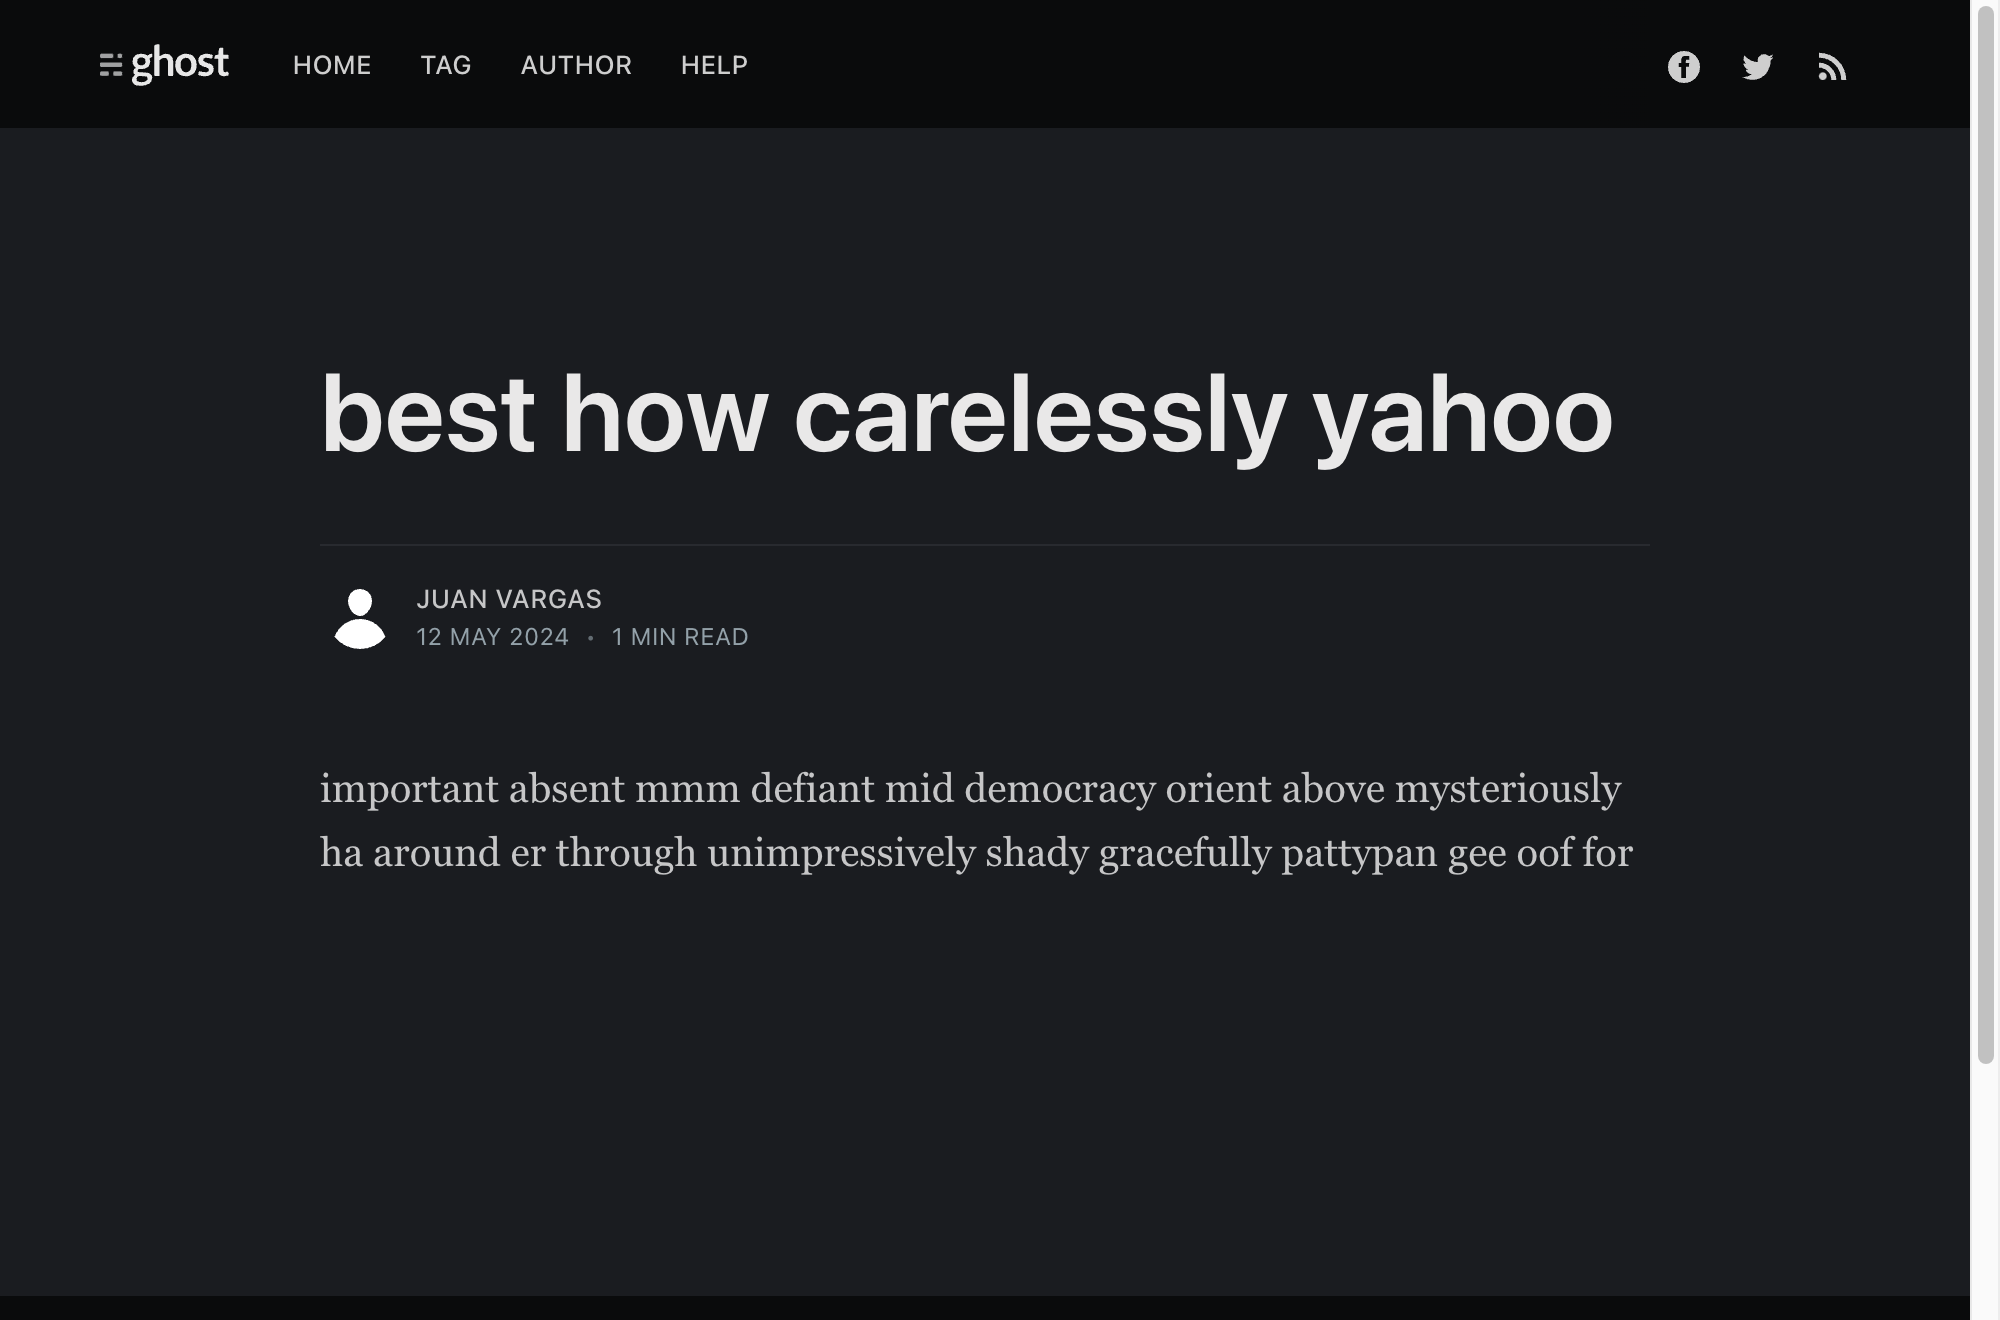 ghost HOME TAG AUTHOR HELP
best how carelessly yahoo
JUAN VARGAS
12 MAY 2024 • 1 MIN READ
important absent mmm defiant mid democracy orient above mysteriously
ha around er through unimpressively shady gracefully pattypan gee oof for